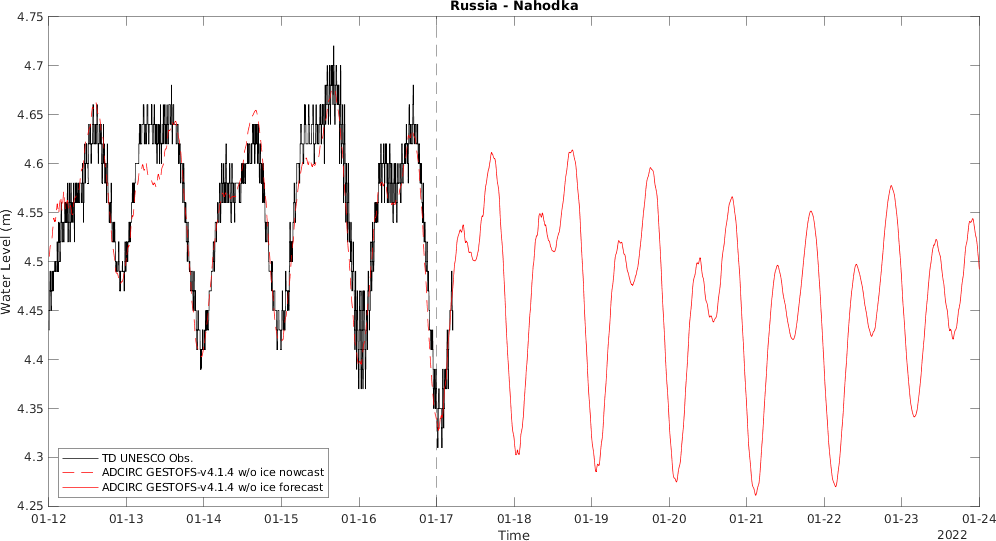 Russia - Nahodka
4.75
4.7
4.65
4.6
4.55
4.5
4.45
4.4
4.35
4.3
4.25
Water Level (m)
TD UNESCO Obs.
ADCIRC GESTOFS-v4.1.4 w/o ice nowcast
ADCIRC GESTOFS-v4.1.4 w/o ice forecast
01-12 01-13 01-14 01-15 01-16 01-17 01-18 01-19 01-20 01-21 01-22 01-23 01-24
Time
2022